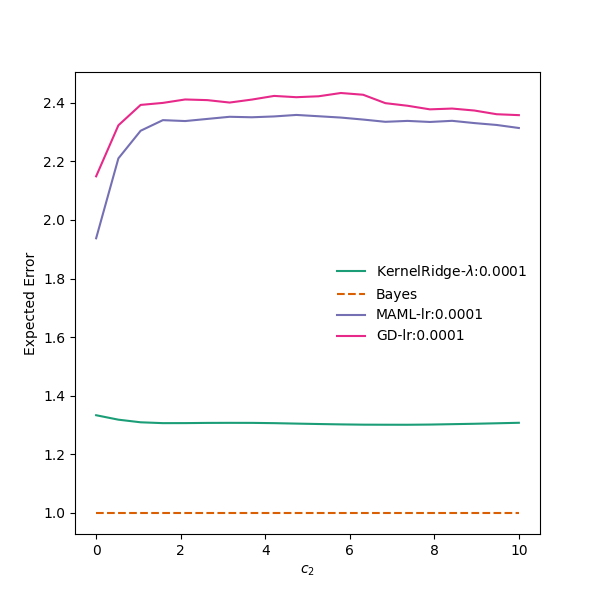 2.4
2.2
2.0
1.8
1.6
1.4
1.2
1.0
Expected Error
KernelRidge-λ:0.0001
Bayes
MAML-lr:0.0001
GD-lr:0.0001
0 2 4 6 8 10
c₂